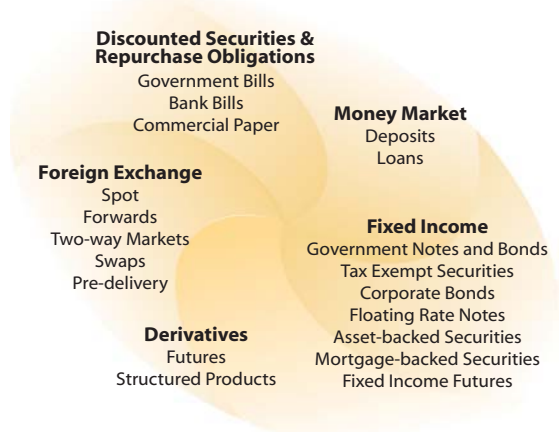 Discounted Securities &
Repurchase Obligations
Government Bills
Bank Bills
Commercial Paper
Money Market
Deposits
Loans
Foreign Exchange
Spot
Forwards
Two-way Markets
Swaps
Pre-delivery
Fixed Income
Government Notes and Bonds
Tax Exempt Securities
Corporate Bonds
Floating Rate Notes
Asset-backed Securities
Mortgage-backed Securities
Fixed Income Futures
Derivatives
Futures
Structured Products